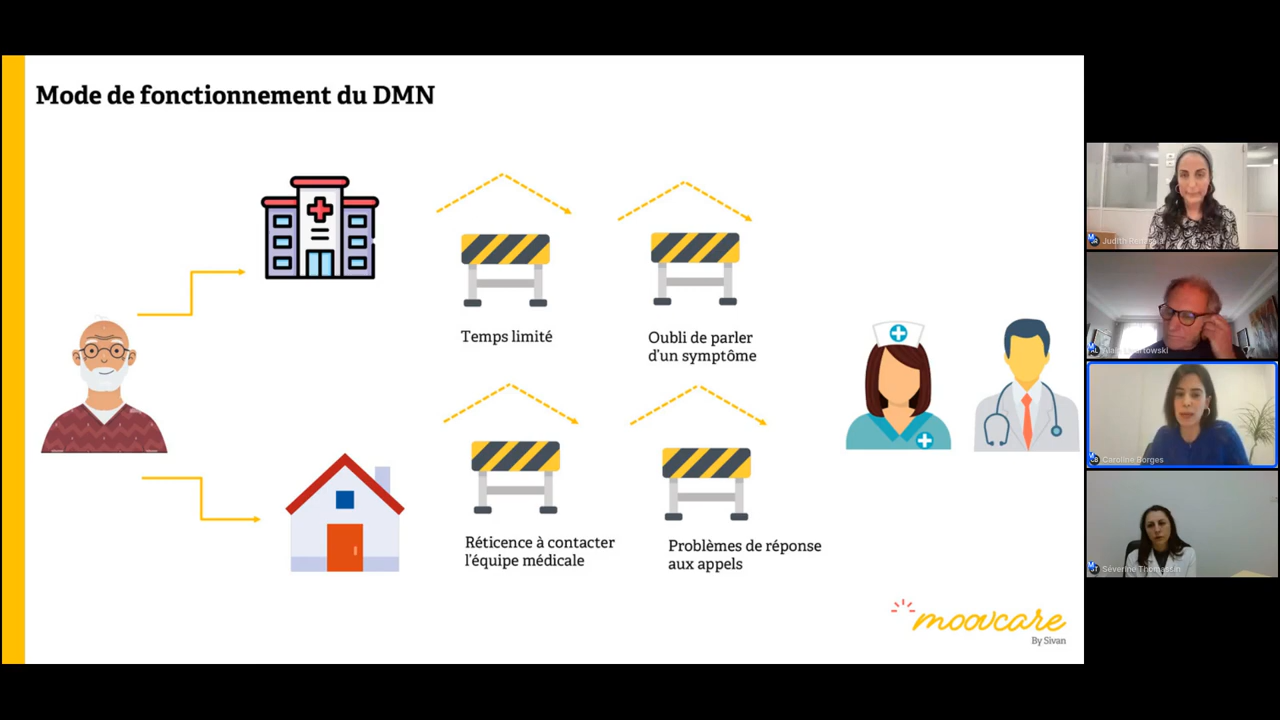 Mode de fonctionnement du DMN
Temps limité
Oubli de parler
d'un symptôme
Réticence à contacter
l'équipe médicale
Problèmes de réponse
aux appels
moovcare
By Sivan
Judith
Caroline Borges
Séverine Thomassin